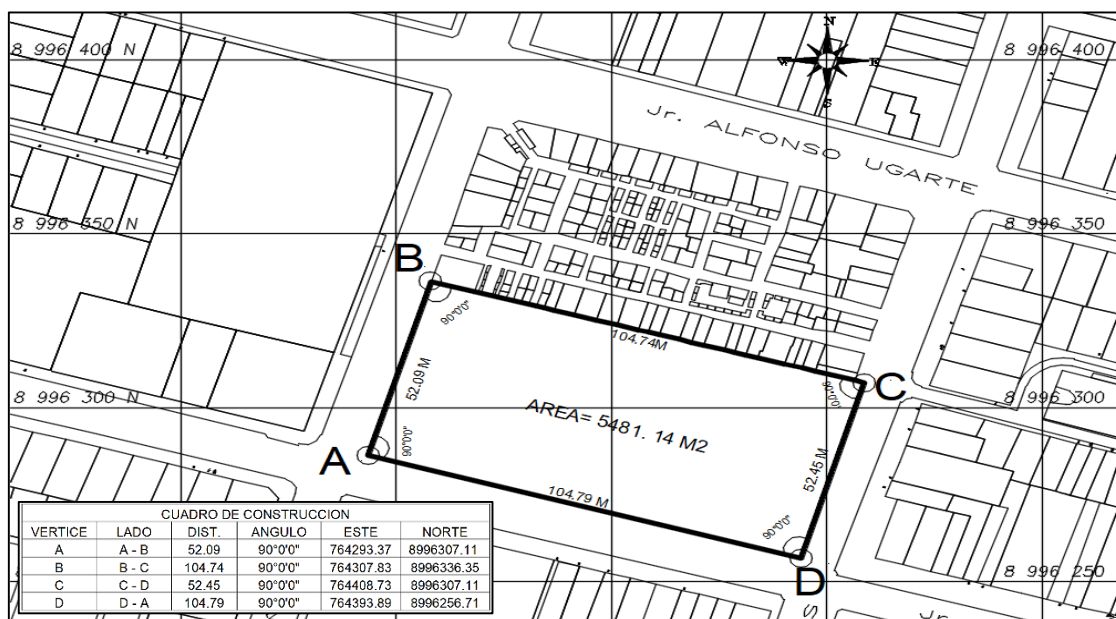 N
W E
S
8 996 400 N
8 996 400
Jr. ALFONSO UGARTE
8 996 350 N
8 996 350
B
90°0'0"
104.74M
52.09 M
C
90°0'0"
8 996 300 N
8 996 300
AREA= 5481. 14 M2
90°0'0"
A
52.45 M
104.79 M
90°0'0"
D
8 996 250
S
Jr.
CUADRO DE CONSTRUCCION
VERTICE LADO DIST. ANGULO ESTE NORTE
A A - B 52.09 90°0'0" 764293.37 8996307.11
B B - C 104.74 90°0'0" 764307.83 8996336.35
C C - D 52.45 90°0'0" 764408.73 8996307.11
D D - A 104.79 90°0'0" 764393.89 8996256.71